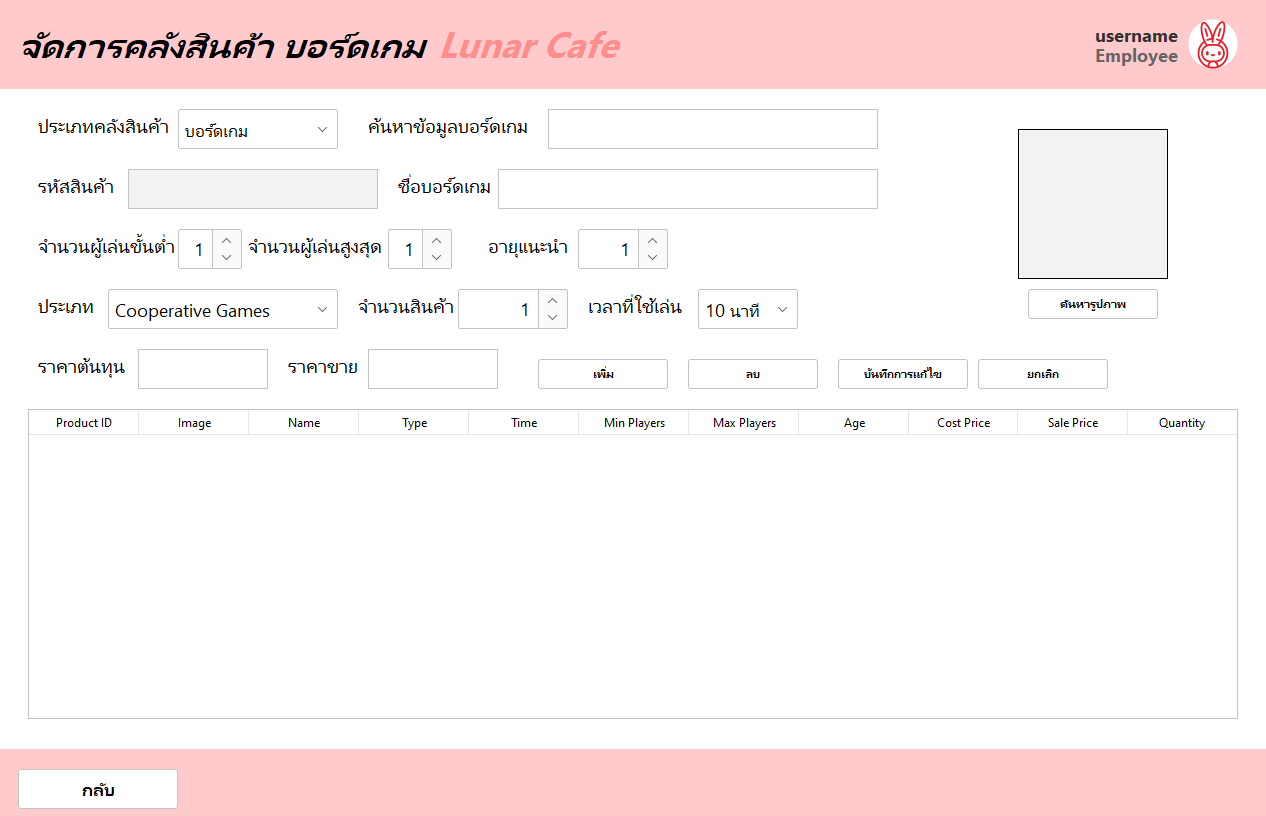 จัดการคลังสินค้า บอร์ดเกม Lunar Cafe
username
Employee
ประเภทคลังสินค้า บอร์ดเกม ค้นหาข้อมูลบอร์ดเกม
รหัสสินค้า ชื่อบอร์ดเกม
จำนวนผู้เล่นขั้นต่ำ 1 จำนวนผู้เล่นสูงสุด 1 อายุแนะนำ 1
ประเภท Cooperative Games จำนวนสินค้า 1 เวลาที่ใช้เล่น 10 นาที ค้นหารูปภาพ
ราคาต้นทุน ราคาขาย เพิ่ม ลบ บันทึกการแก้ไข ยกเลิก
Product ID Image Name Type Time Min Players Max Players Age Cost Price Sale Price Quantity
กลับ